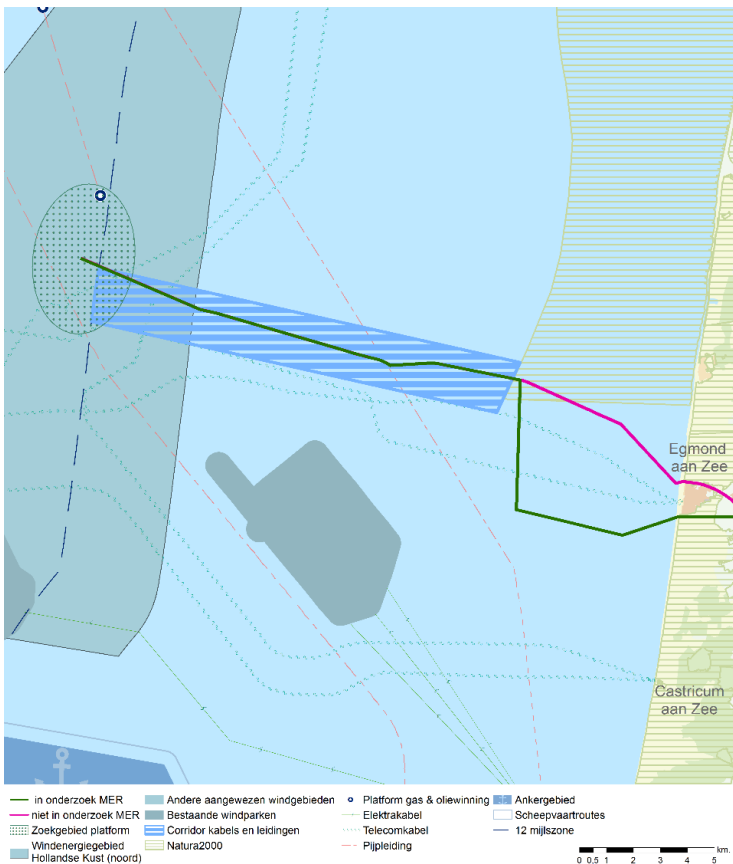 Egmond
aan Zee
Castricum
aan Zee
in onderzoek MER
niet in onderzoek MER
Zoekgebied platform
Windenergiegebied
Hollandse Kust (noord)
Andere aangewezen windgebieden
Bestaande windparken
Corridor kabels en leidingen
Natura2000
Platform gas & oliewinning
Elektrakabel
Telecomkabel
Pijpleiding
Ankergebied
Scheepvaartroutes
12 mijlszone
km.
0 0.5 1 2 3 4 5